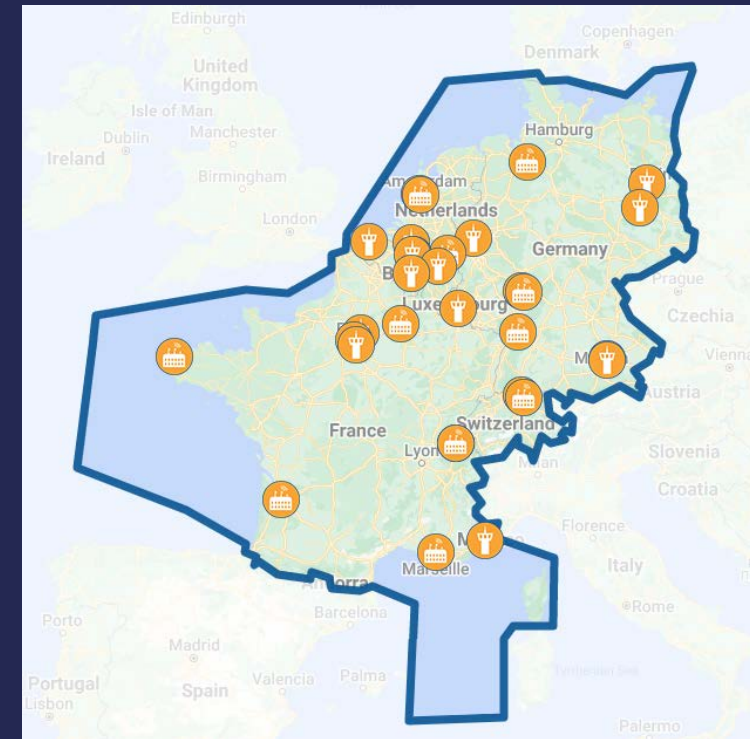 Edinburgh
Copenhagen
Denmark
United
Kingdom
Isle of Man
Hamburg
Dublin
Manchester
Ireland
Birmingham
Netherlands
London
Germany
Prague
Czechia
Vienna
Austria
Switzerland
France
Lyon
Milan
Slovenia
Croatia
Florence
Marseille
Italy
Barcelona
Rome
Porto
Madrid
Portugal
Spain
Valencia
Palma
Tyrrhenian Sea
Lisbon
Palermo